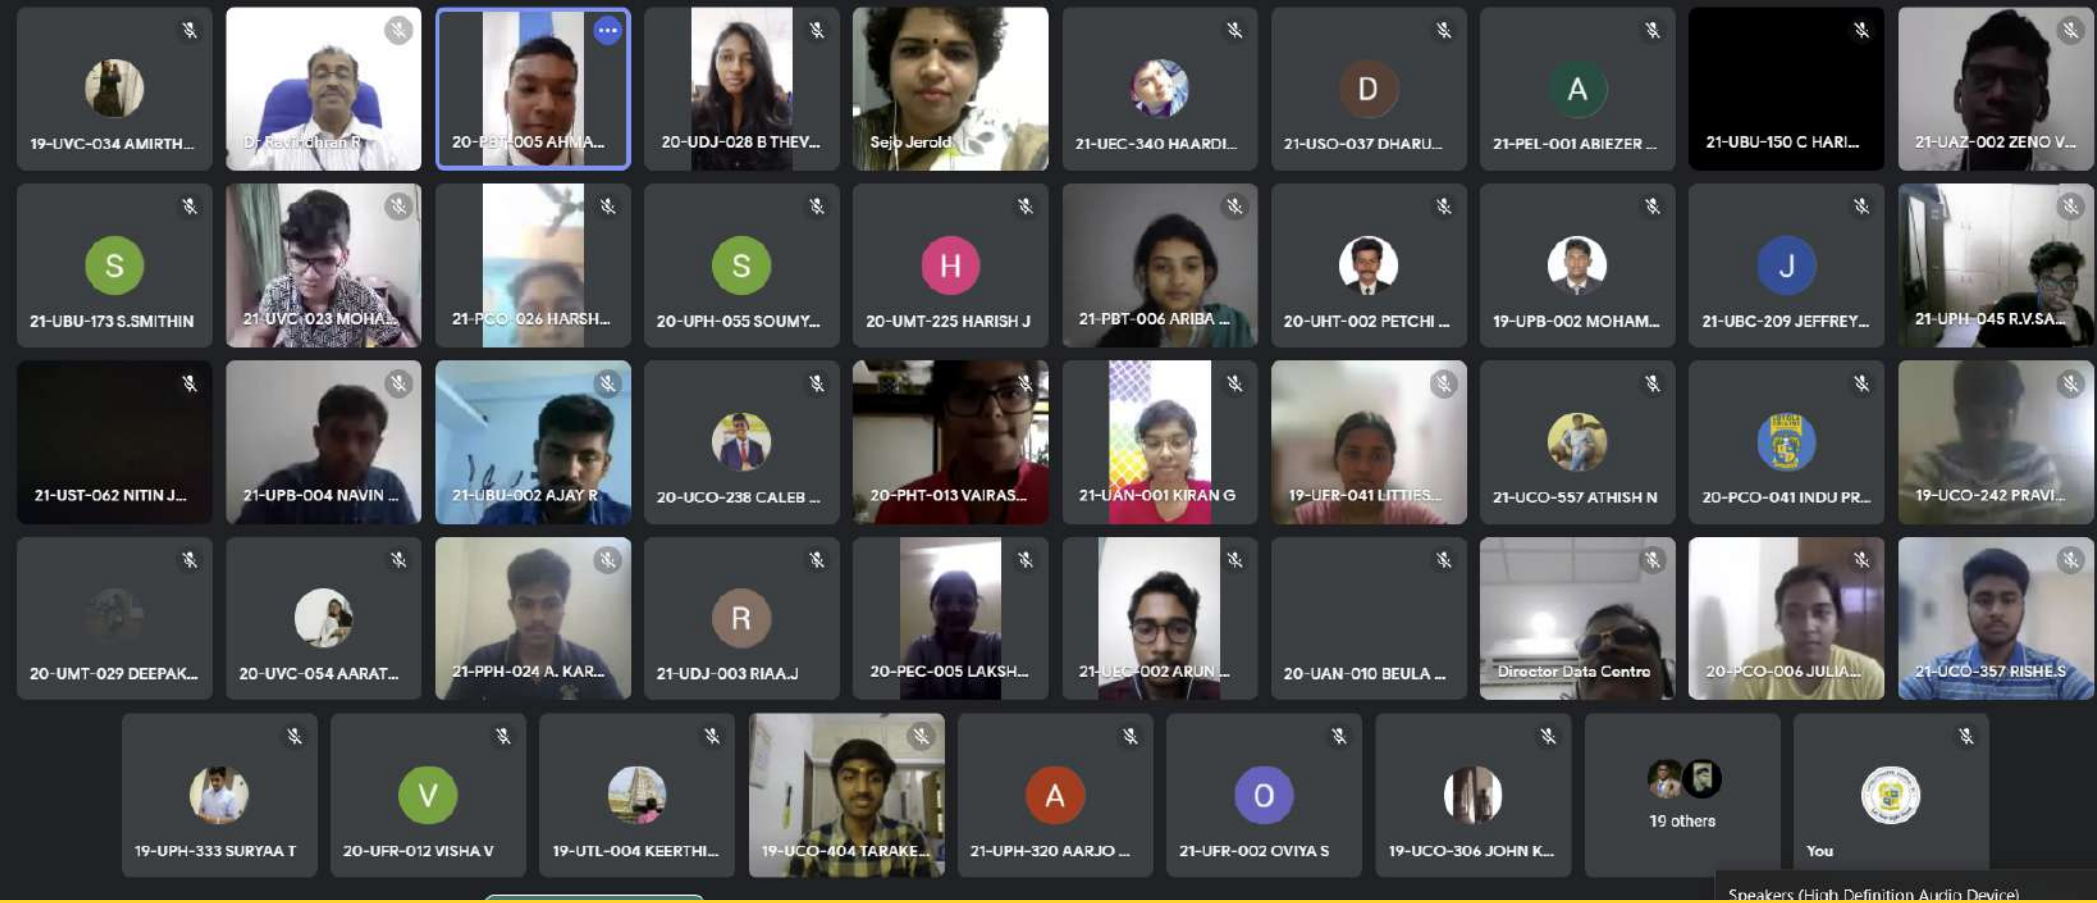 19-UVC-034 AMIRTH...
Dr Ravindhran R
20-PBT-005 AHMA...
20-UDJ-028 B THEV...
Sejo Jerold
21-UEC-340 HAARDI...
D
21-USO-037 DHARU...
A
21-PEL-001 ABIEZER ...
21-UBU-150 C HARI...
21-UAZ-002 ZENO V...
S
21-UBU-173 S.SMITHIN
21-UVC-023 MOHA...
21-PCO-026 HARSH...
S
20-UPH-055 SOUMY...
H
20-UMT-225 HARISH J
21-PBT-006 ARIBA ...
20-UHT-002 PETCHI ...
19-UPB-002 MOHAM...
J
21-UBC-209 JEFFREY...
21-UPH-045 R.V.SA...
21-UST-062 NITIN J...
21-UPB-004 NAVIN ...
21-UBU-002 AJAY R
20-UCO-238 CALEB ...
20-PHT-013 VAIRAS...
21-UAN-001 KIRAN G
19-UFR-041 LITTIES...
21-UCO-557 ATHISH N
20-PCO-041 INDU PR...
19-UCO-242 PRAVI...
20-UMT-029 DEEPAK...
20-UVC-054 AARAT...
21-PPH-024 A. KAR...
R
21-UDJ-003 RIAA.J
20-PEC-005 LAKSH...
21-UEC-002 ARUN ...
20-UAN-010 BEULA ...
Director Data Centre
20-PCO-006 JULIA...
21-UCO-357 RISHE.S
19-UPH-333 SURYAA T
V
20-UFR-012 VISHA V
19-UTL-004 KEERTHI...
19-UCO-404 TARAKE...
A
21-UPH-320 AARJO ...
O
21-UFR-002 OVIYA S
19-UCO-306 JOHN K...
19 others
You
Speakers (High Definition Audio Device)